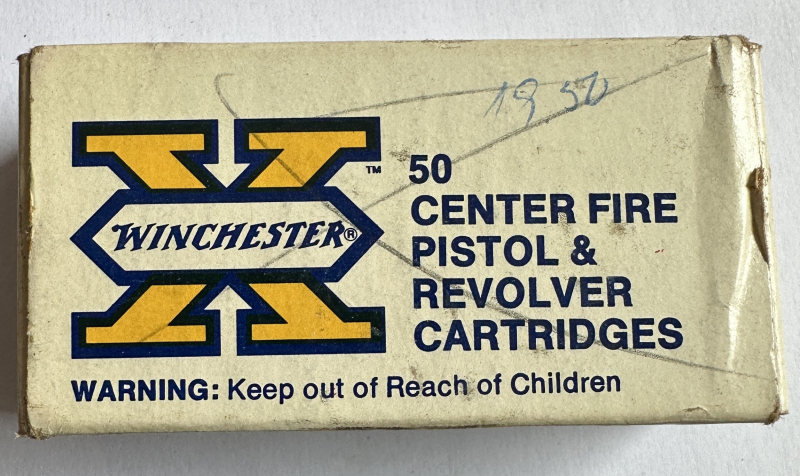 19.50
50
CENTER FIRE
PISTOL &
REVOLVER
CARTRIDGES
TM
WINCHESTER®
WARNING: Keep out of Reach of Children